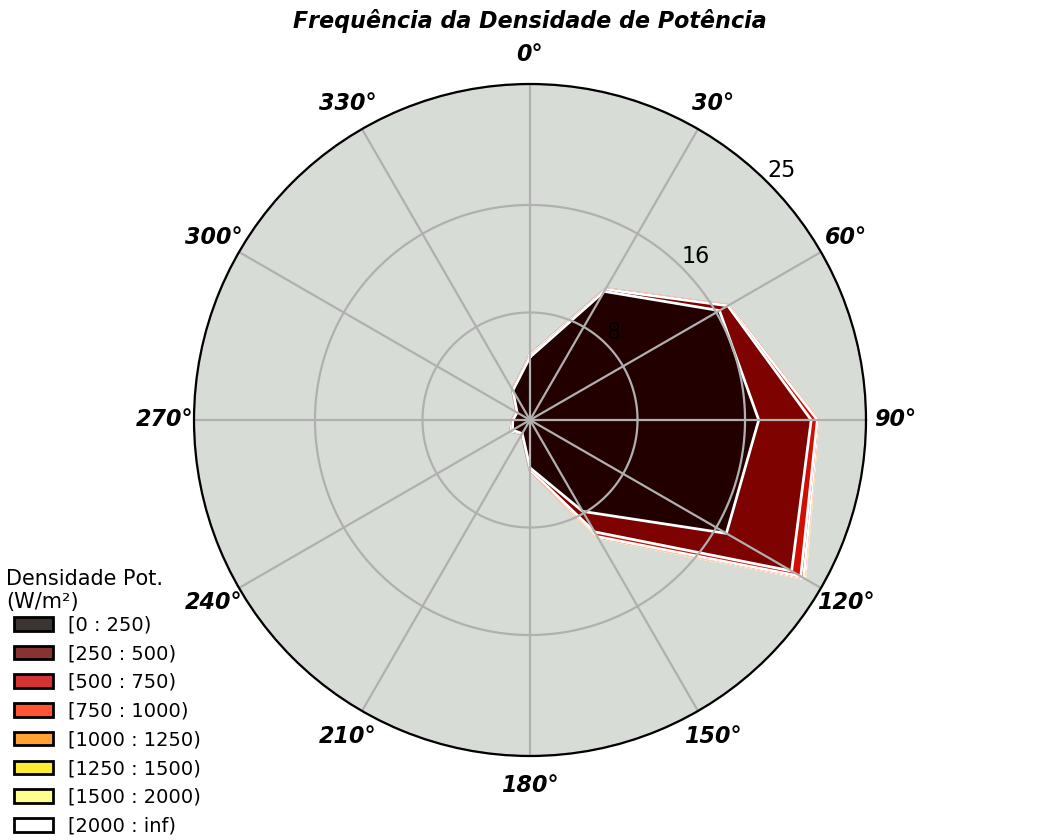 Frequência da Densidade de Potência
0°
330°
30°
25
300°
60°
16
8
270°
90°
240°
120°
210°
150°
180°
Densidade Pot.
(W/m²)
[0 : 250)
[250 : 500)
[500 : 750)
[750 : 1000)
[1000 : 1250)
[1250 : 1500)
[1500 : 2000)
[2000 : inf)